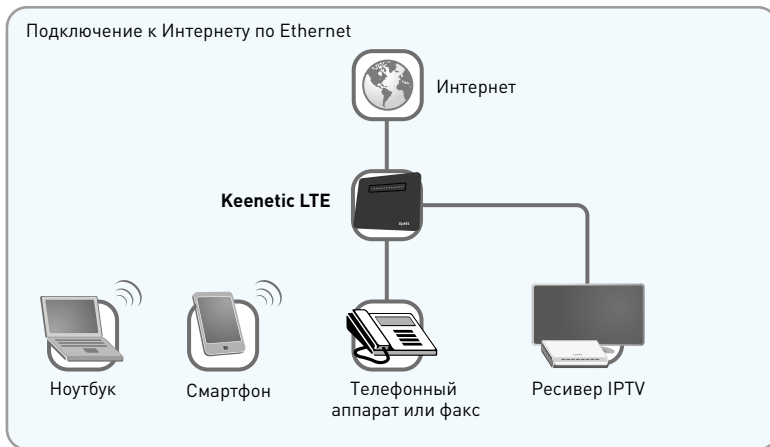 Подключение к Интернету по Ethernet
Интернет
Keenetic LTE
ZyXEL
Ноутбук
Смартфон
Телефонный
аппарат или факс
Ресивер IPTV